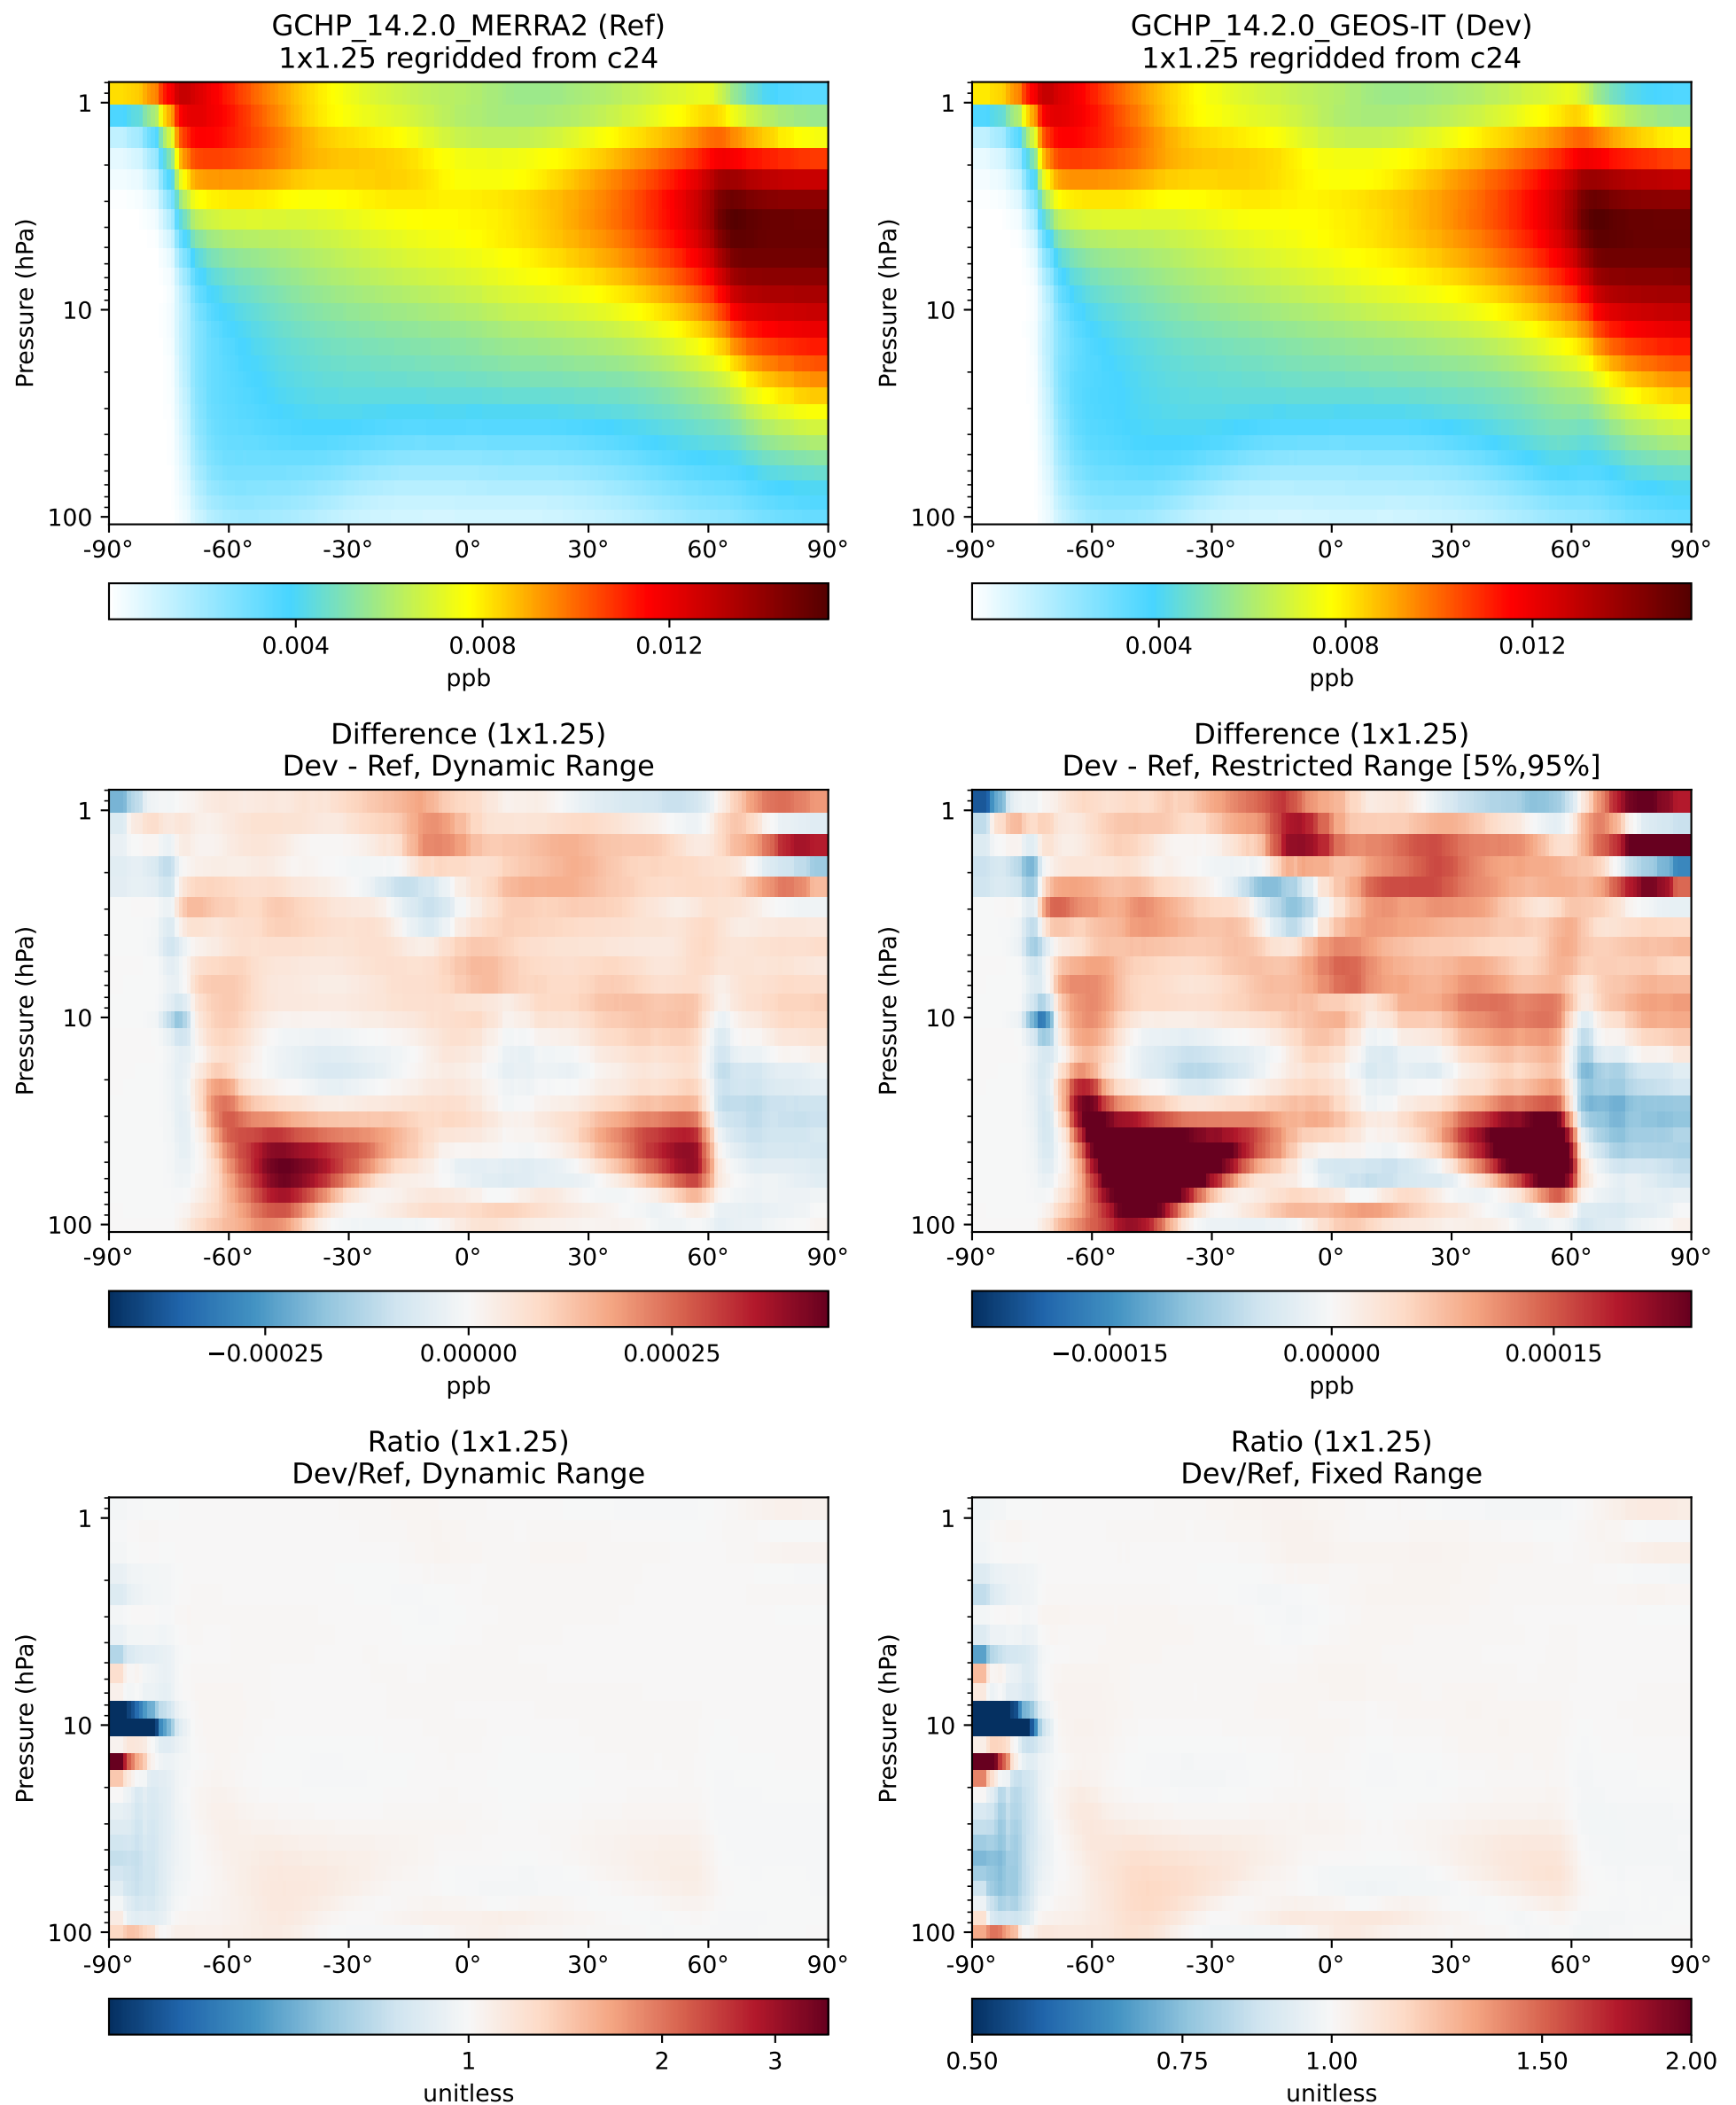 GCHP_14.2.0_MERRA2 (Ref)
1x1.25 regridded from c24
Pressure (hPa)
1
10
100
-90° -60° -30° 0° 30° 60° 90°
0.004 0.008 0.012
ppb
GCHP_14.2.0_GEOS-IT (Dev)
1x1.25 regridded from c24
Pressure (hPa)
1
10
100
-90° -60° -30° 0° 30° 60° 90°
0.004 0.008 0.012
ppb
Difference (1x1.25)
Dev - Ref, Dynamic Range
Pressure (hPa)
1
10
100
-90° -60° -30° 0° 30° 60° 90°
−0.00025 0.00000 0.00025
ppb
Difference (1x1.25)
Dev - Ref, Restricted Range [5%,95%]
Pressure (hPa)
1
10
100
-90° -60° -30° 0° 30° 60° 90°
−0.00015 0.00000 0.00015
ppb
Ratio (1x1.25)
Dev/Ref, Dynamic Range
Pressure (hPa)
1
10
100
-90° -60° -30° 0° 30° 60° 90°
1 2 3
unitless
Ratio (1x1.25)
Dev/Ref, Fixed Range
Pressure (hPa)
1
10
100
-90° -60° -30° 0° 30° 60° 90°
0.50 0.75 1.00 1.50 2.00
unitless